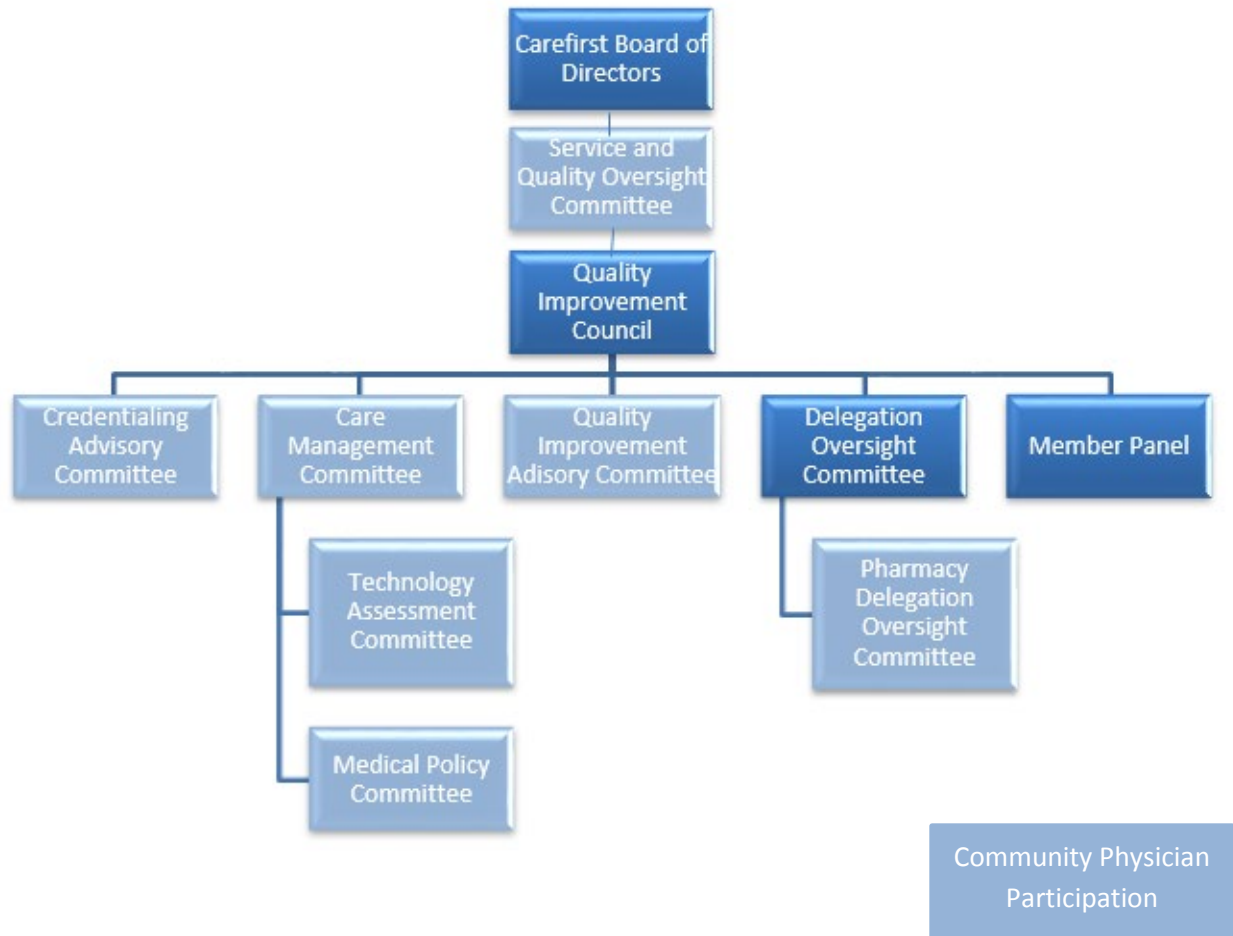 Carefirst Board of
Directors
Service and
Quality Oversight
Committee
Quality
Improvement
Council
Credentialing
Advisory
Committee
Care
Management
Committee
Quality
Improvement
Adisory Committee
Delegation
Oversight
Committee
Member Panel
Technology
Assessment
Committee
Pharmacy
Delegation
Oversight
Committee
Medical Policy
Committee
Community Physician
Participation